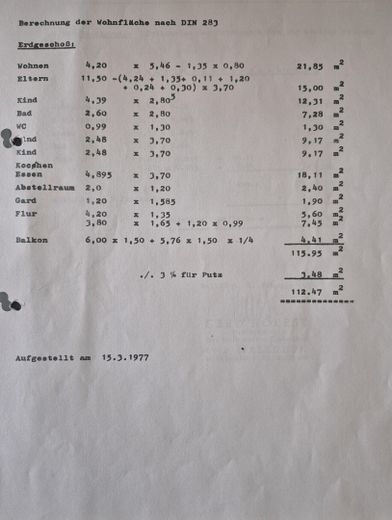 Berechnung der Wohnfläche nach DIN 283
Erdgeschoß:
Wohnen 4,20 x 5,46 - 1,35 x 0,80 21,85 m²
Eltern 11,50 -(4,24 + 1,35+ 0,11 + 1,20
+ 0,24 + 0,30) x 3,70 15,00 m²
Kind 4,39 x 2,80⁵ 12,31 m²
Bad 2,60 x 2,80 7,28 m²
WC 0,99 x 1,30 1,30 m²
Kind 2,48 x 3,70 9,17 m²
Kind 2,48 x 3,70 9,17 m²
Kochen
Essen 4,895 x 3,70 18,11 m²
Abstellraum 2,0 x 1,20 2,40 m²
Gard 1,20 x 1,585 1,90 m²
Flur 4,20 x 1,35 5,60 m²
3,80 x 1,65 + 1,20 x 0,99 7,45 m²
Balkon 6,00 x 1,50 + 5,76 x 1,50 x 1/4 4,41 m²
115.95 m²
./. 3 % für Putz 3,48 m²
112.47 m²
Aufgestellt am 15.3.1977